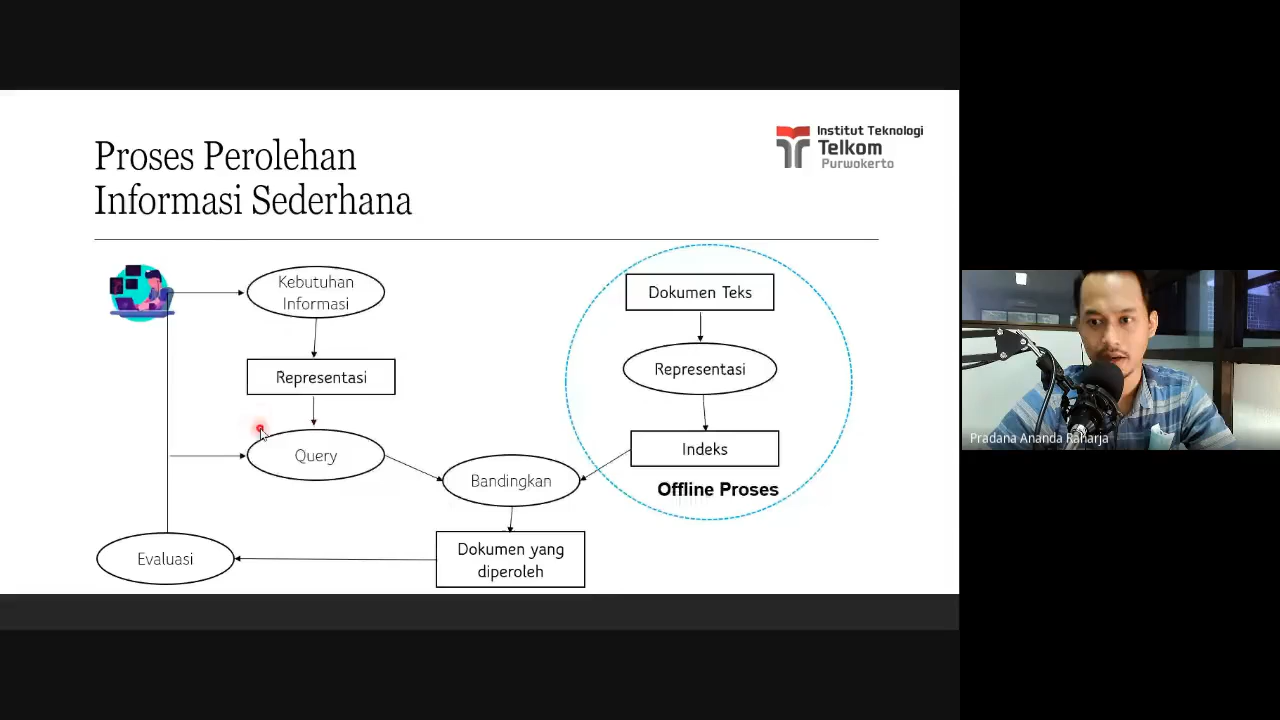 Proses Perolehan
Informasi Sederhana
Institut Teknologi
Telkom
Purwokerto
Kebutuhan
Informasi
Representasi
Query
Bandingkan
Dokumen yang
diperoleh
Evaluasi
Dokumen Teks
Representasi
Indeks
Offline Proses
Pradana Ananda Raharja